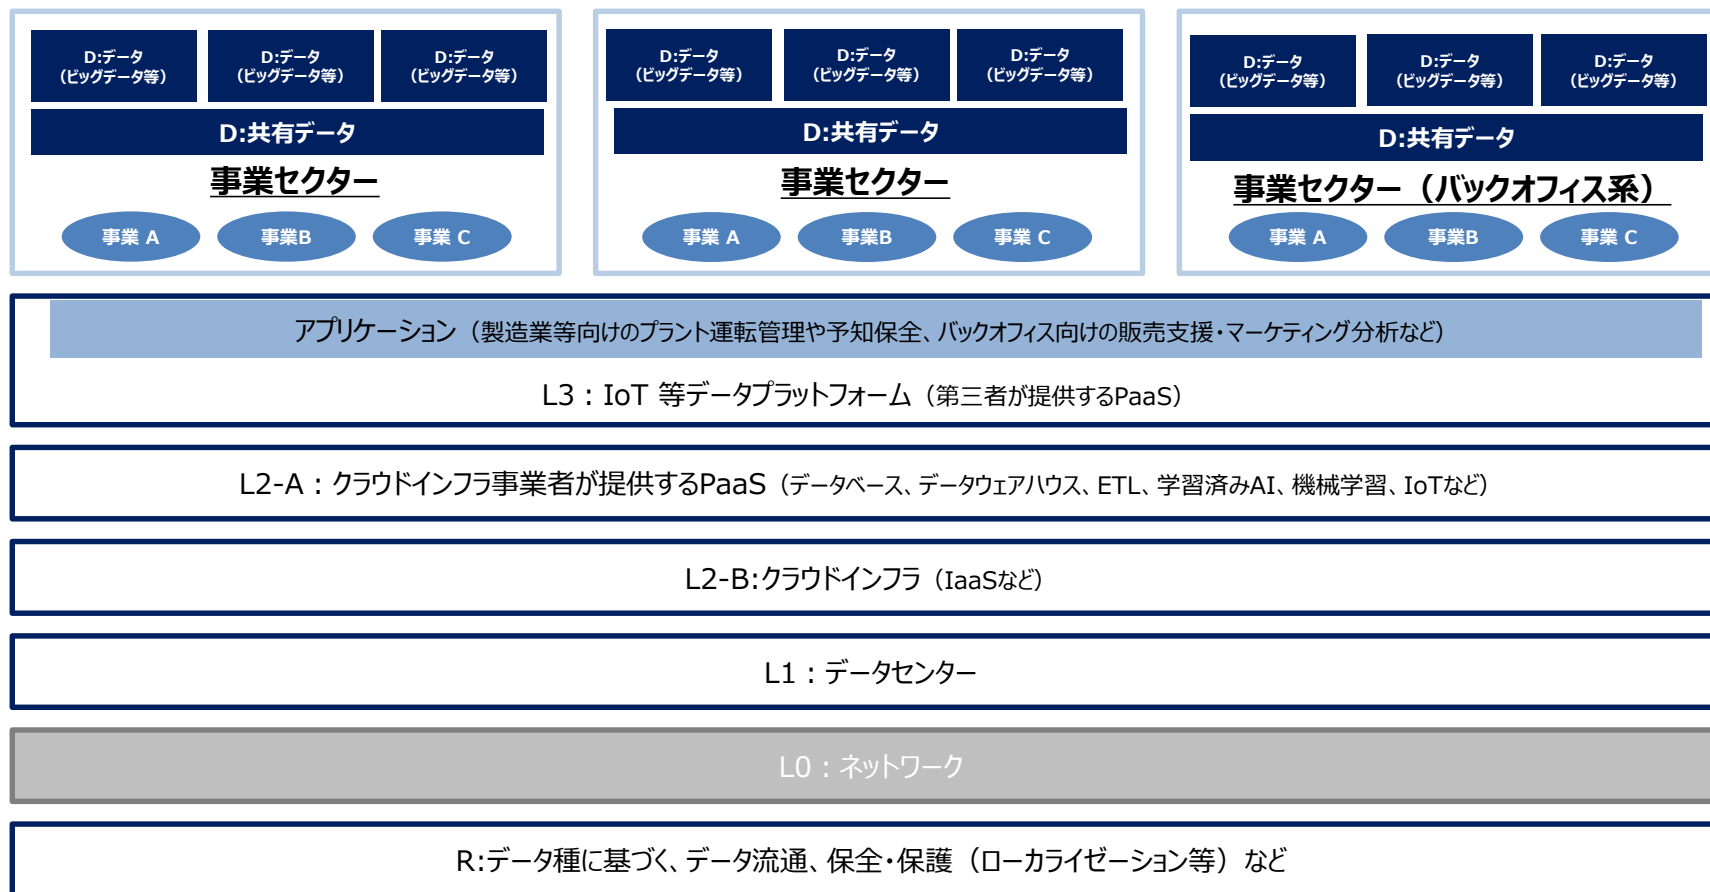 D:データ
(ビッグデータ等)
D:データ
(ビッグデータ等)
D:データ
(ビッグデータ等)
D:共有データ
事業セクター
事業 A
事業B
事業 C
D:データ
(ビッグデータ等)
D:データ
(ビッグデータ等)
D:データ
(ビッグデータ等)
D:共有データ
事業セクター
事業 A
事業B
事業 C
D:データ
(ビッグデータ等)
D:データ
(ビッグデータ等)
D:データ
(ビッグデータ等)
D:共有データ
事業セクター（バックオフィス系）
事業 A
事業B
事業 C
アプリケーション（製造業等向けのプラント運転管理や予知保全、バックオフィス向けの販売支援・マーケティング分析など）
L3：IoT 等データプラットフォーム（第三者が提供するPaaS）
L2-A：クラウドインフラ事業者が提供するPaaS（データベース、データウェアハウス、ETL、学習済みAI、機械学習、IoTなど）
L2-B:クラウドインフラ（IaaSなど）
L1：データセンター
L0：ネットワーク
R:データ種に基づく、データ流通、保全・保護（ローカライゼーション等）など